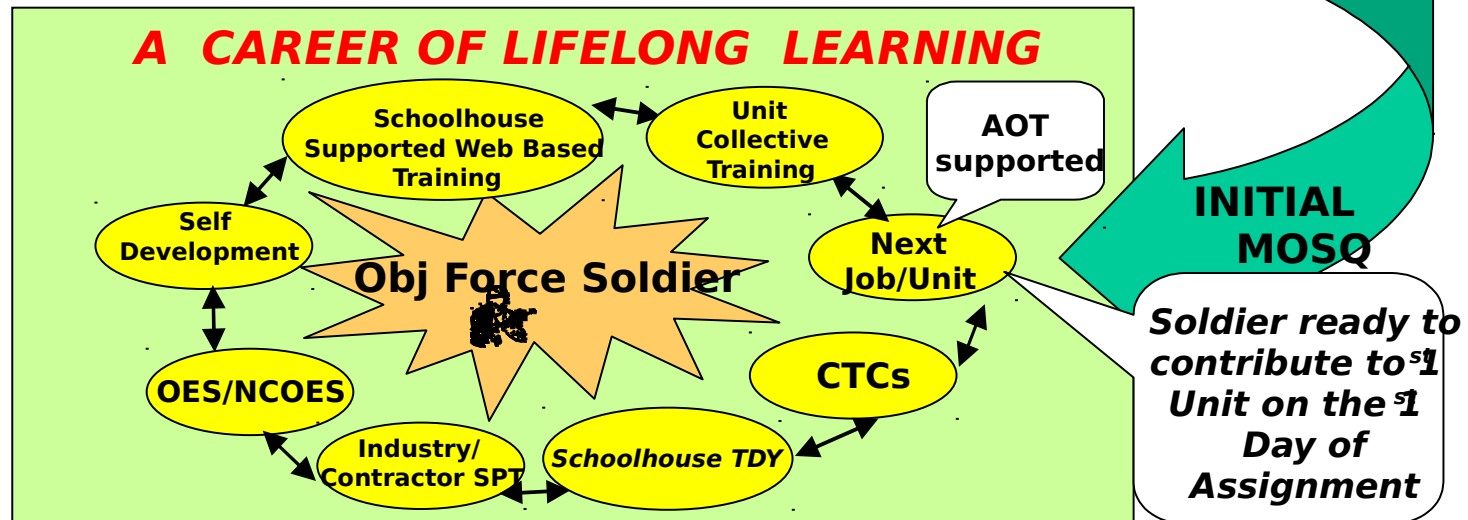 A CAREER OF LIFELONG LEARNING
Schoolhouse
Supported Web Based
Training
Unit
Collective
Training
AOT
supported
Self
Development
Obj Force Soldier
Next
Job/Unit
INITIAL
MOSQ
OES/NCOES
CTCs
Industry/
Contractor SPT
Schoolhouse TDY
Soldier ready to
contribute to 1st
Unit on the 1st
Day of
Assignment